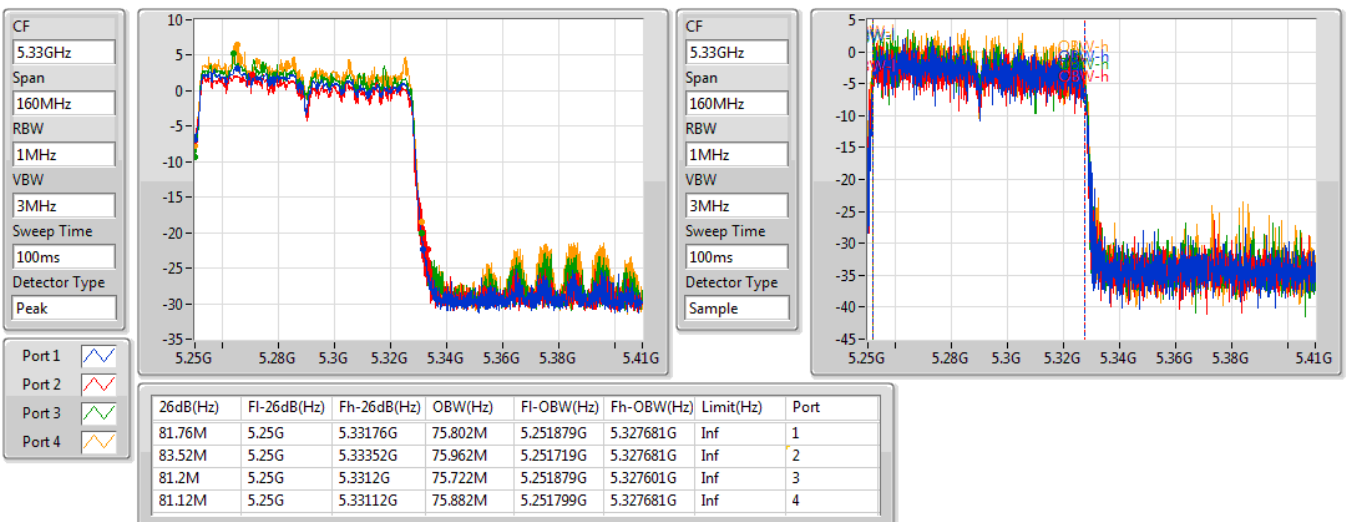 CF
5.33GHz
Span
160MHz
RBW
1MHz
VBW
3MHz
Sweep Time
100ms
Detector Type
Peak
10
5
0
-5
-10
-15
-20
-25
-30
-35
5.25G 5.28G 5.3G 5.32G 5.34G 5.36G 5.38G 5.41G
CF
5.33GHz
Span
160MHz
RBW
1MHz
VBW
3MHz
Sweep Time
100ms
Detector Type
Sample
5
0
-5
-10
-15
-20
-25
-30
-35
-40
-45
OBW-h
OBW-h
5.25G 5.28G 5.3G 5.32G 5.34G 5.36G 5.38G 5.41G
Port 1
Port 2
Port 3
Port 4
26dB(Hz) Fl-26dB(Hz) Fh-26dB(Hz) OBW(Hz) Fl-OBW(Hz) Fh-OBW(Hz) Limit(Hz) Port
81.76M 5.25G 5.33176G 75.802M 5.251879G 5.327681G Inf 1
83.52M 5.25G 5.33352G 75.962M 5.251719G 5.327681G Inf 2
81.2M 5.25G 5.3312G 75.722M 5.251879G 5.327601G Inf 3
81.12M 5.25G 5.33112G 75.882M 5.251799G 5.327681G Inf 4